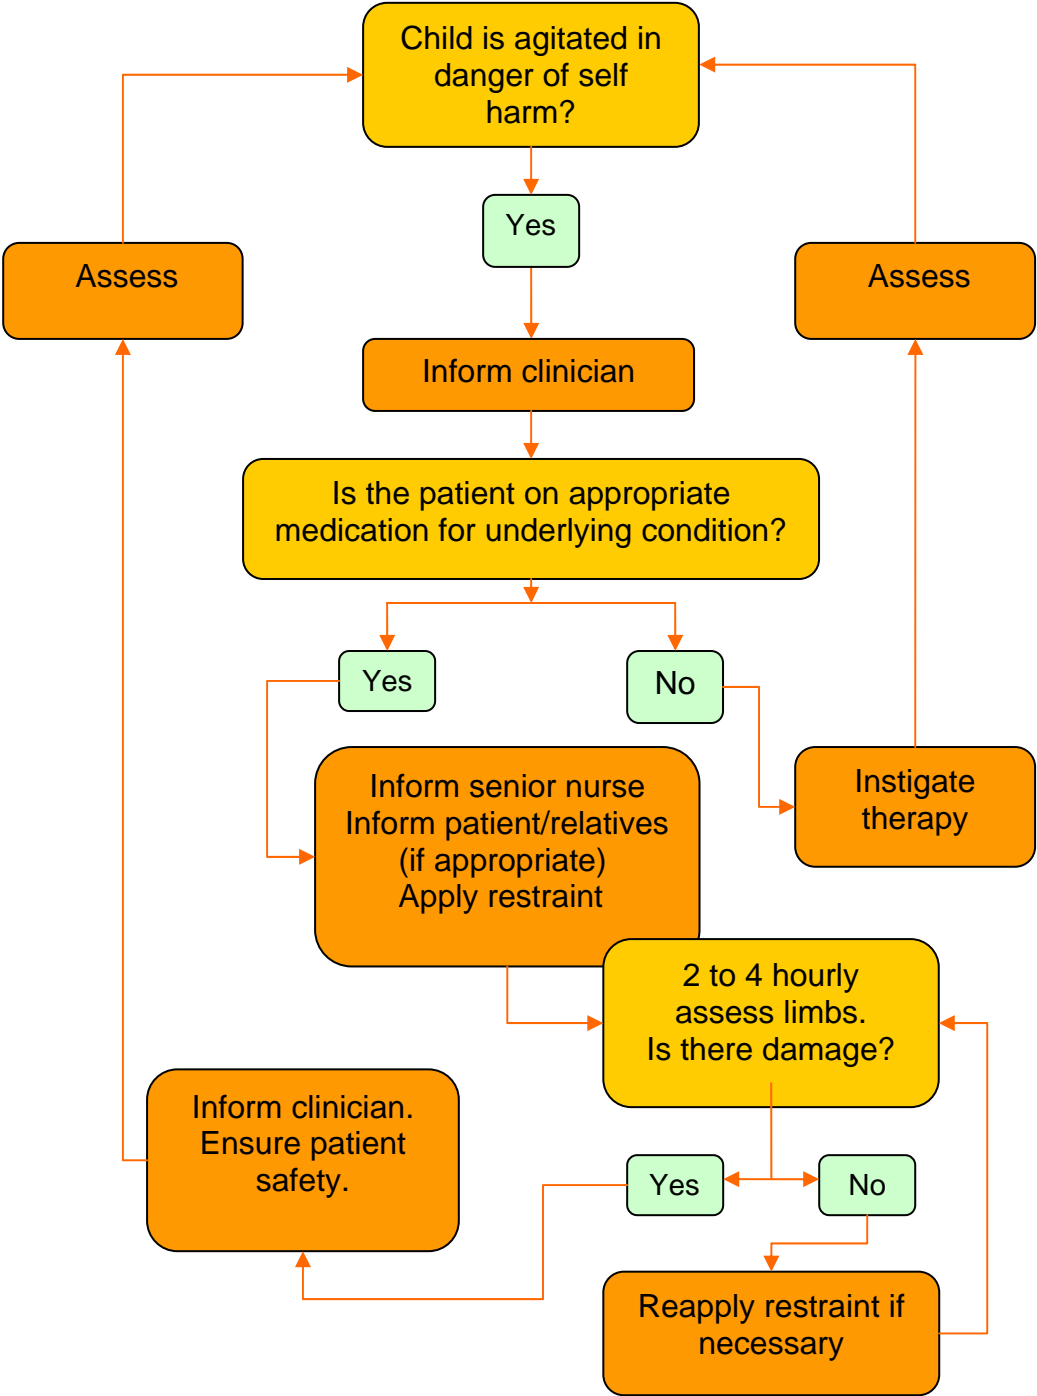 Child is agitated in
danger of self
harm?
Yes
Assess
Assess
Inform clinician
Is the patient on appropriate
medication for underlying condition?
Yes
No
Inform senior nurse
Inform patient/relatives
(if appropriate)
Apply restraint
Instigate
therapy
2 to 4 hourly
assess limbs.
Is there damage?
Inform clinician.
Ensure patient
safety.
Yes
No
Reapply restraint if
necessary